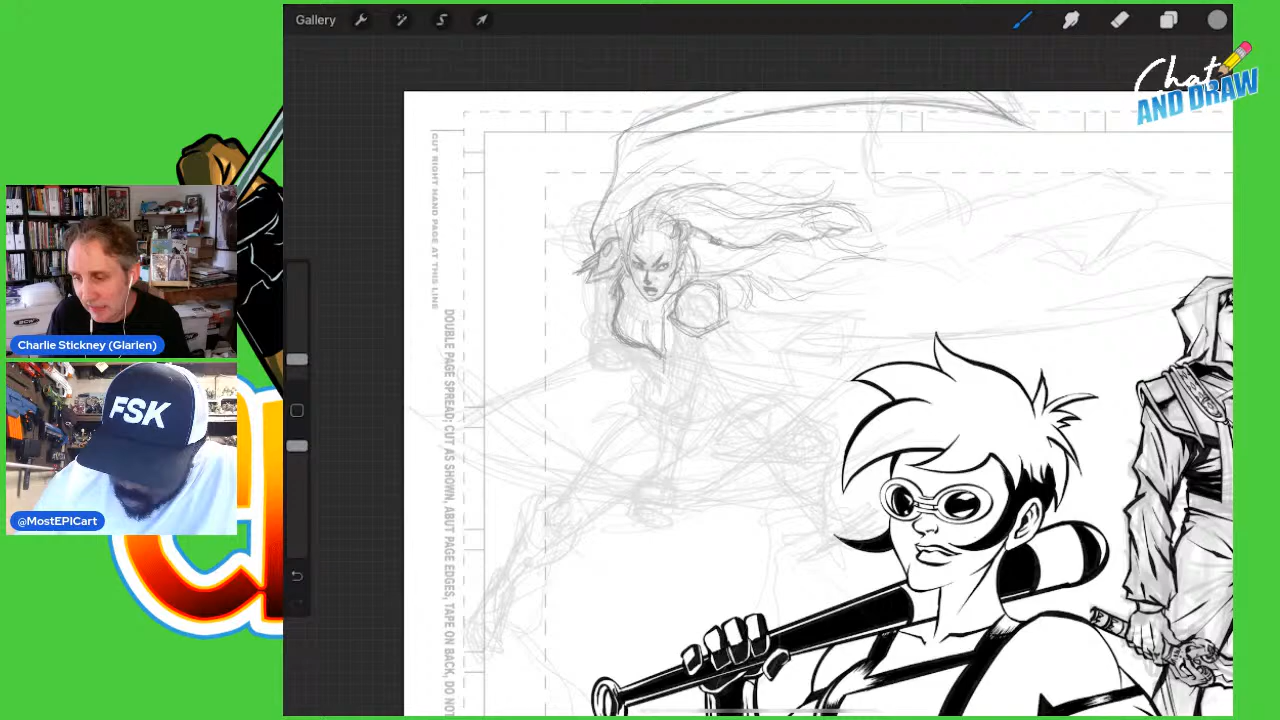 Gallery
Chat
AND DRAW
CUT RIGHT HAND PAGE AT THIS LINE
DOUBLE PAGE SPREAD; CUT AS SHOWN, ABUT PAGE EDGES, TAPE ON BACK, DO NOT
Charlie Stickney (Glarien)
FSK
@MostEPICart